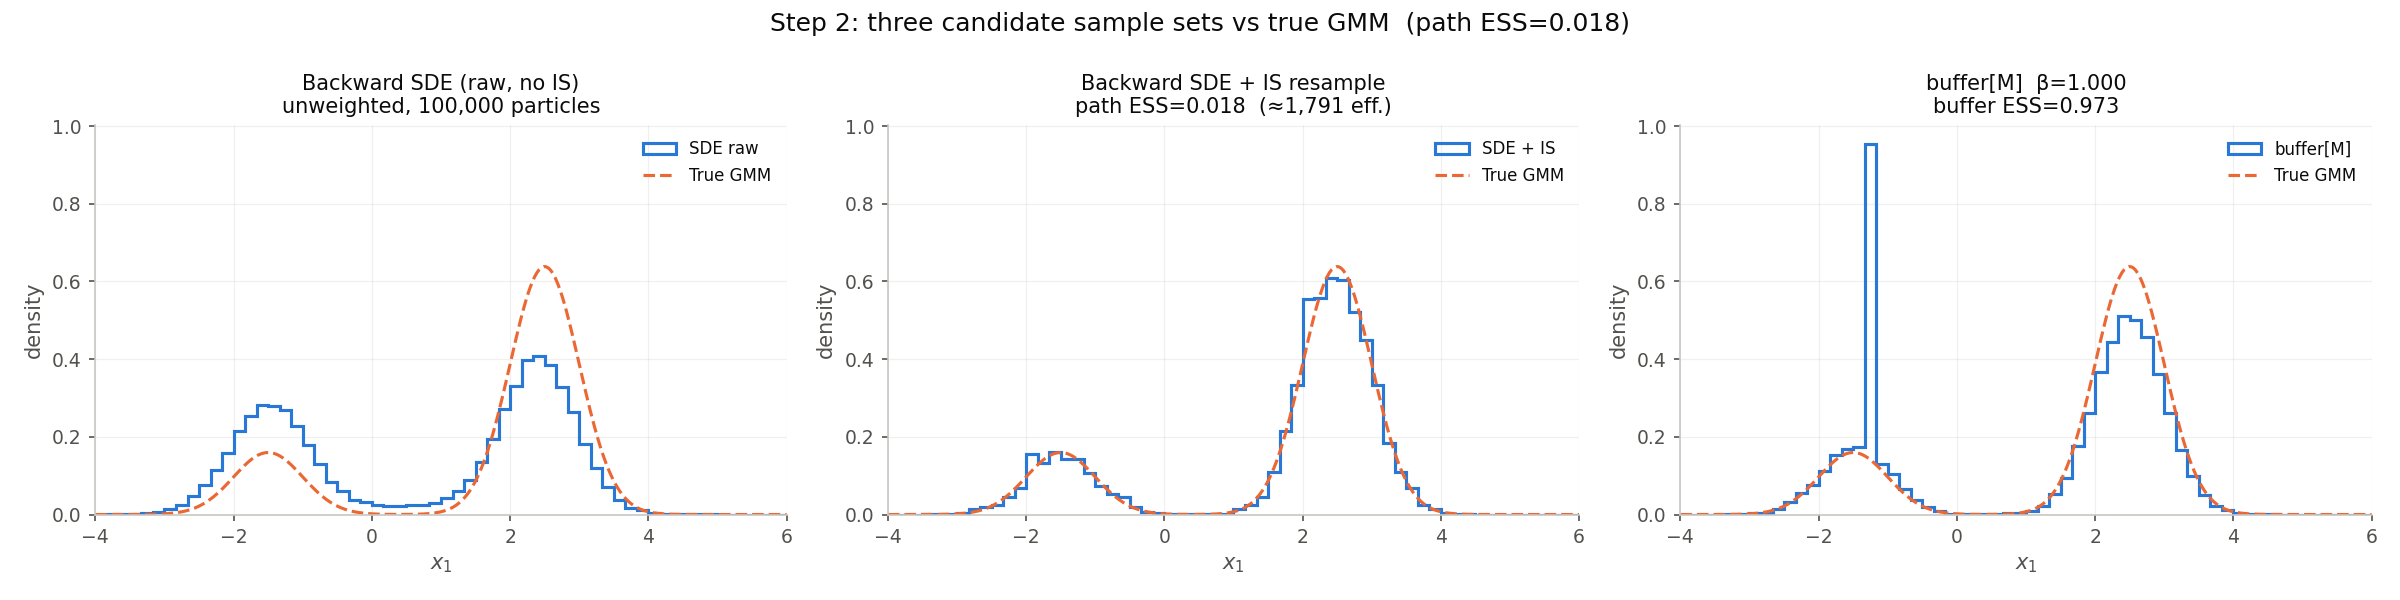 Step 2: three candidate sample sets vs true GMM  (path ESS=0.018)
Backward SDE (raw, no IS)
unweighted, 100,000 particles
1.0
0.8
0.6
0.4
0.2
0.0
density
SDE raw
True GMM
−4
−2
0
2
4
6
x₁
Backward SDE + IS resample
path ESS=0.018  (≈1,791 eff.)
1.0
0.8
0.6
0.4
0.2
0.0
density
SDE + IS
True GMM
−4
−2
0
2
4
6
x₁
buffer[M]  β=1.000
buffer ESS=0.973
1.0
0.8
0.6
0.4
0.2
0.0
density
buffer[M]
True GMM
−4
−2
0
2
4
6
x₁